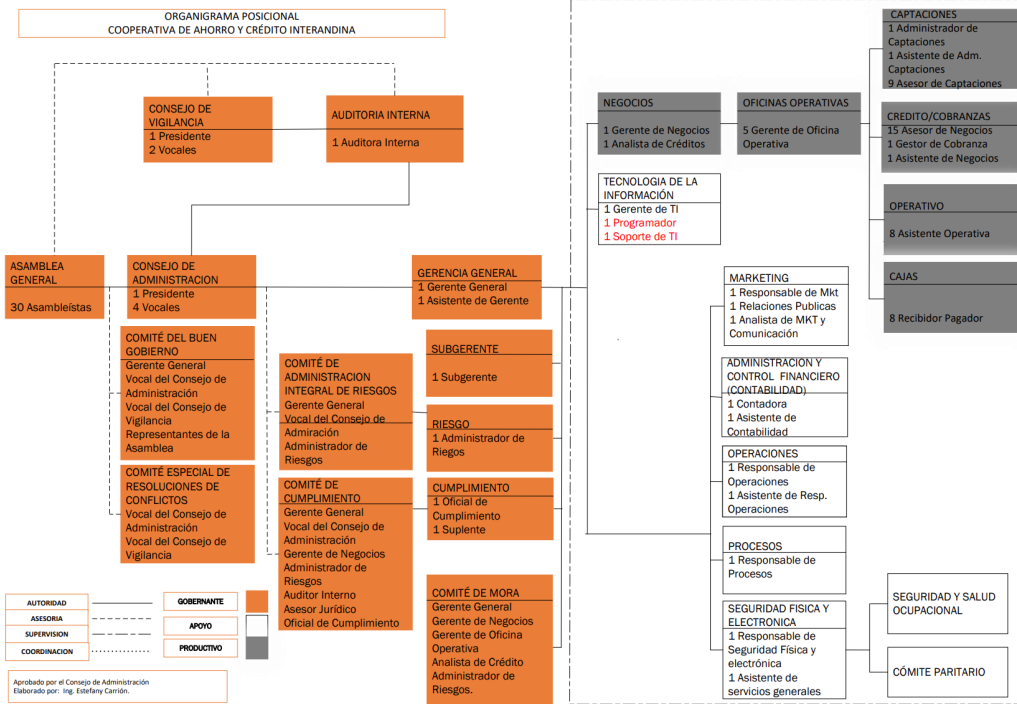 ORGANIGRAMA POSICIONAL
COOPERATIVA DE AHORRO Y CRÉDITO INTERANDINA
CONSEJO DE
VIGILANCIA
1 Presidente
2 Vocales
AUDITORIA INTERNA
1 Auditora Interna
ASAMBLEA
GENERAL
30 Asambleístas
CONSEJO DE
ADMINISTRACION
1 Presidente
4 Vocales
GERENCIA GENERAL
1 Gerente General
1 Asistente de Gerente
COMITÉ DEL BUEN
GOBIERNO
Gerente General
Vocal del Consejo de
Administración
Vocal del Consejo de
Vigilancia
Representantes de la
Asamblea
COMITÉ ESPECIAL DE
RESOLUCIONES DE
CONFLICTOS
Vocal del Consejo de
Administración
Vocal del Consejo de
Vigilancia
COMITÉ DE
ADMINISTRACION
INTEGRAL DE RIESGOS
Gerente General
Vocal del Consejo de
Admiración
Administrador de
Riesgos
COMITÉ DE
CUMPLIMIENTO
Gerente General
Vocal del Consejo de
Administración
Gerente de Negocios
Administrador de
Riesgos
Auditor Interno
Asesor Jurídico
Oficial de Cumplimiento
SUBGERENTE
1 Subgerente
RIESGO
1 Administrador de
Riegos
CUMPLIMIENTO
1 Oficial de
Cumplimiento
1 Suplente
COMITÉ DE MORA
Gerente General
Gerente de Negocios
Gerente de Oficina
Operativa
Analista de Crédito
Administrador de
Riesgos.
NEGOCIOS
1 Gerente de Negocios
1 Analista de Créditos
OFICINAS OPERATIVAS
5 Gerente de Oficina
Operativa
CAPTACIONES
1 Administrador de
Captaciones
1 Asistente de Adm.
Captaciones
9 Asesor de Captaciones
CREDITO/COBRANZAS
15 Asesor de Negocios
1 Gestor de Cobranza
1 Asistente de Negocios
OPERATIVO
8 Asistente Operativa
CAJAS
8 Recibidor Pagador
TECNOLOGIA DE LA
INFORMACIÓN
1 Gerente de TI
1 Programador
1 Soporte de TI
MARKETING
1 Responsable de Mkt
1 Relaciones Publicas
1 Analista de MKT y
Comunicación
ADMINISTRACION Y
CONTROL FINANCIERO
(CONTABILIDAD)
1 Contadora
1 Asistente de
Contabilidad
OPERACIONES
1 Responsable de
Operaciones
1 Asistente de Resp.
Operaciones
PROCESOS
1 Responsable de
Procesos
SEGURIDAD FISICA Y
ELECTRONICA
1 Responsable de
Seguridad Física y
electrónica
1 Asistente de
servicios generales
SEGURIDAD Y SALUD
OCUPACIONAL
CÓMITE PARITARIO
AUTORIDAD
ASESORIA
SUPERVISION
COORDINACION
GOBERNANTE
APOYO
PRODUCTIVO
Aprobado por el Consejo de Administración
Elaborado por: Ing. Estefany Carrión.